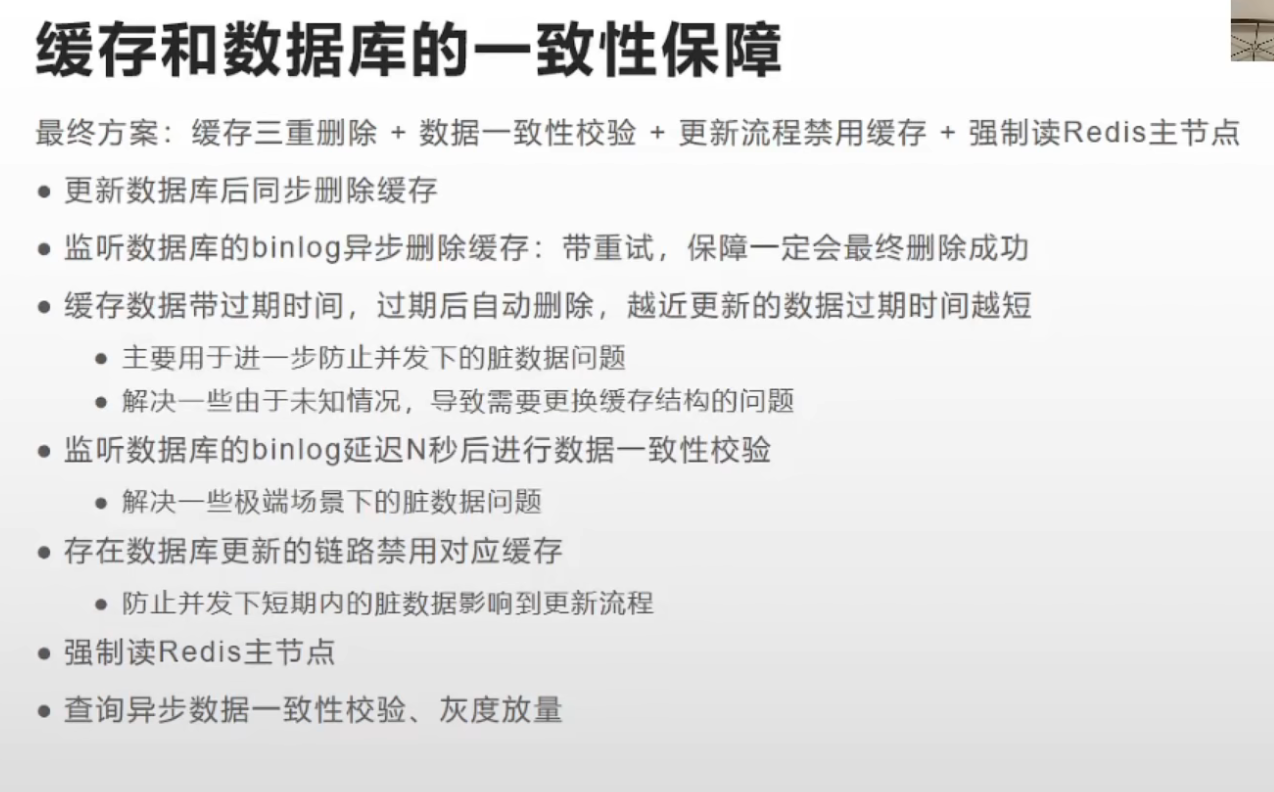 缓存和数据库的一致性保障
最终方案：缓存三重删除 + 数据一致性校验 + 更新流程禁用缓存 + 强制读Redis主节点
● 更新数据库后同步删除缓存
● 监听数据库的binlog异步删除缓存：带重试，保障一定会最终删除成功
● 缓存数据带过期时间，过期后自动删除，越近更新的数据过期时间越短
● 主要用于进一步防止并发下的脏数据问题
● 解决一些由于未知情况，导致需要更换缓存结构的问题
● 监听数据库的binlog延迟N秒后进行数据一致性校验
● 解决一些极端场景下的脏数据问题
● 存在数据库更新的链路禁用对应缓存
● 防止并发下短期内的脏数据影响到更新流程
● 强制读Redis主节点
● 查询异步数据一致性校验、灰度放量